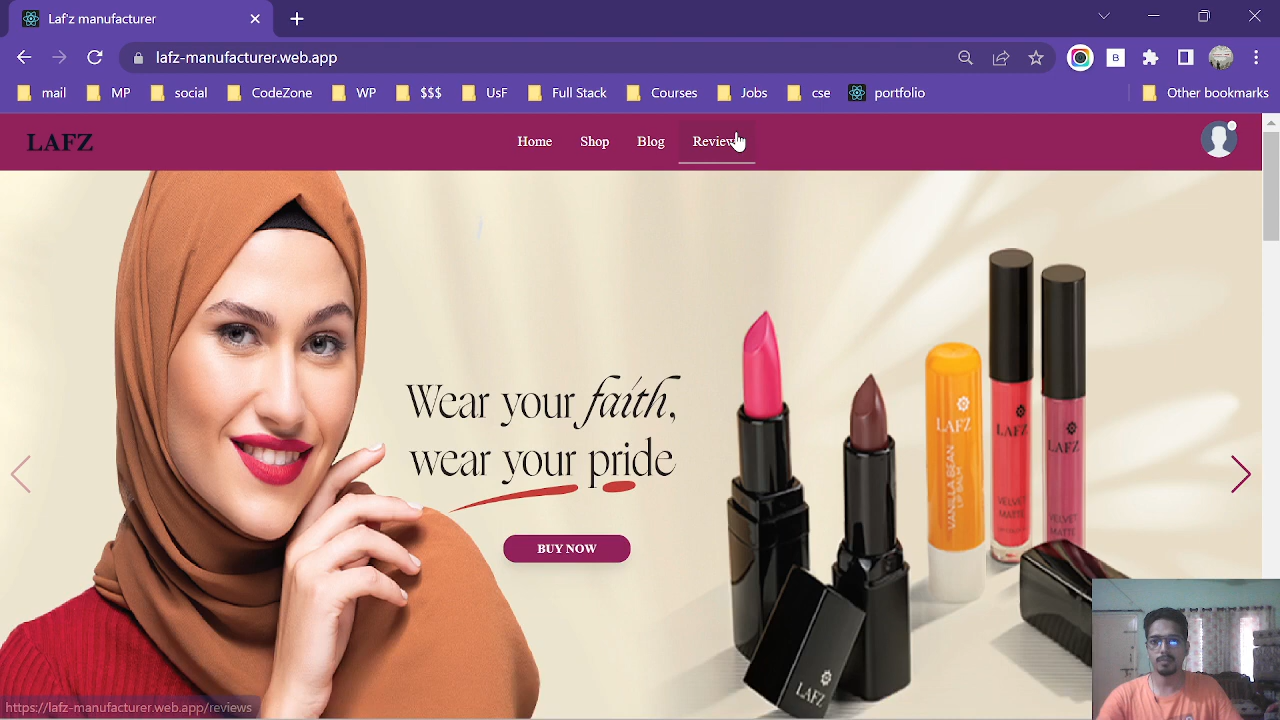 Laf'z manufacturer
lafz-manufacturer.web.app
mail MP social CodeZone WP $$$ UsF Full Stack Courses Jobs cse portfolio Other bookmarks
LAFZ Home Shop Blog
Wear your faith,
wear your pride
BUY NOW
LAFZ
VANILLA BEAN
LIP BALM
LAFZ
VELVET
MATTE
LAFZ
VELVET
MATTE
LAFZ
https://lafz-manufacturer.web.app/reviews